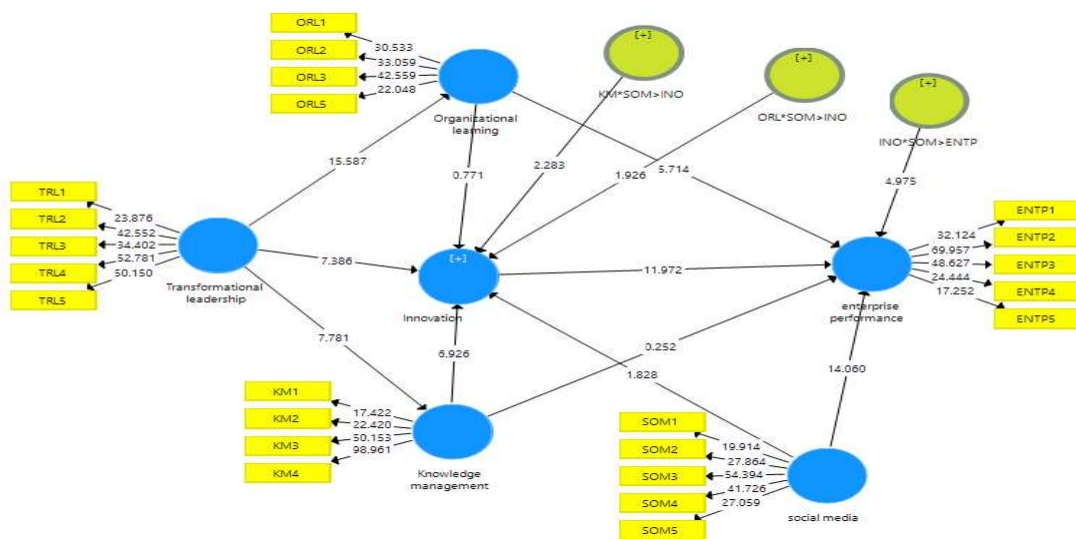 ORL1
ORL2
ORL3
ORL5
30.533
33.059
42.559
22.048
Organizational
learning
[+]
KM*SOM>INO
[+]
ORL*SOM>INO
[+]
INO*SOM>ENTP
15.587
0.771
2.283
1.926
5.714
4.975
TRL1
TRL2
TRL3
TRL4
TRL5
23.876
42.552
34.402
52.781
50.150
Transformational
leadership
7.386
[+]
Innovation
11.972
enterprise
performance
32.124
69.957
48.627
24.444
17.252
ENTP1
ENTP2
ENTP3
ENTP4
ENTP5
7.781
6.926
0.252
1.828
14.060
KM1
KM2
KM3
KM4
17.422
22.420
50.153
98.961
Knowledge
management
SOM1
SOM2
SOM3
SOM4
SOM5
19.914
27.864
54.394
41.726
27.059
social media